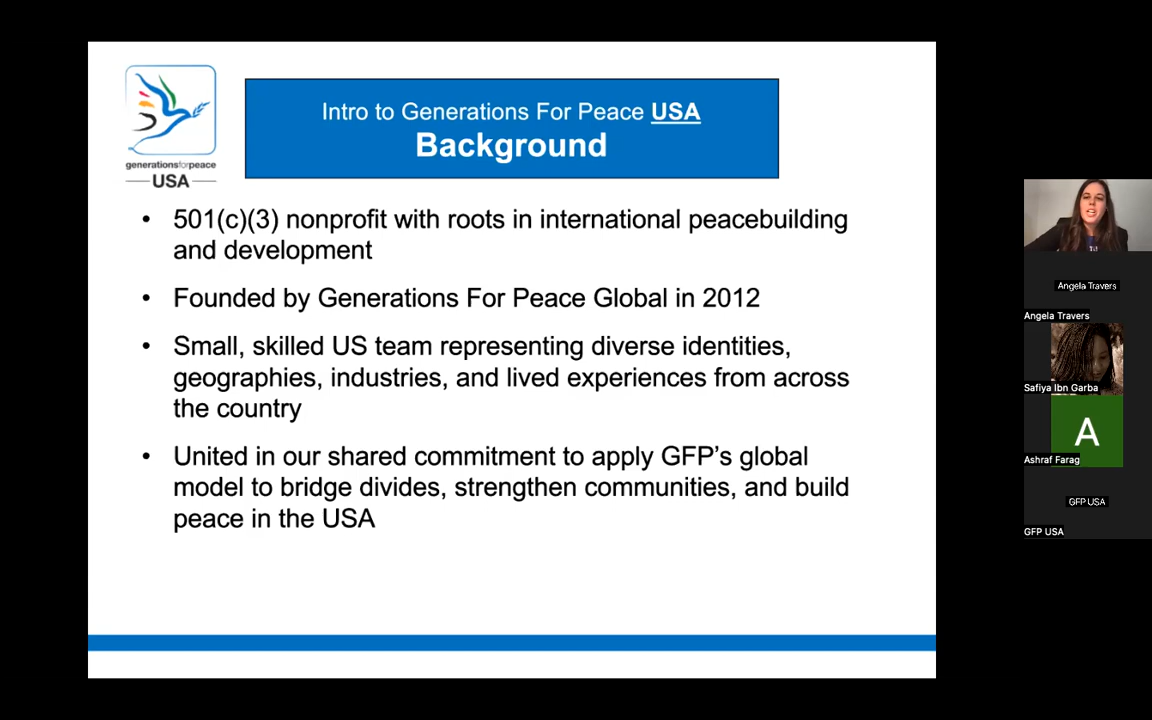 Intro to Generations For Peace USA
Background
generationsforpeace
USA
• 501(c)(3) nonprofit with roots in international peacebuilding
and development
• Founded by Generations For Peace Global in 2012
• Small, skilled US team representing diverse identities,
geographies, industries, and lived experiences from across
the country
• United in our shared commitment to apply GFP’s global
model to bridge divides, strengthen communities, and build
peace in the USA
Angela Travers
Angela Travers
Safiya Ibn Garba
A
Ashraf Farag
GFP USA
GFP USA